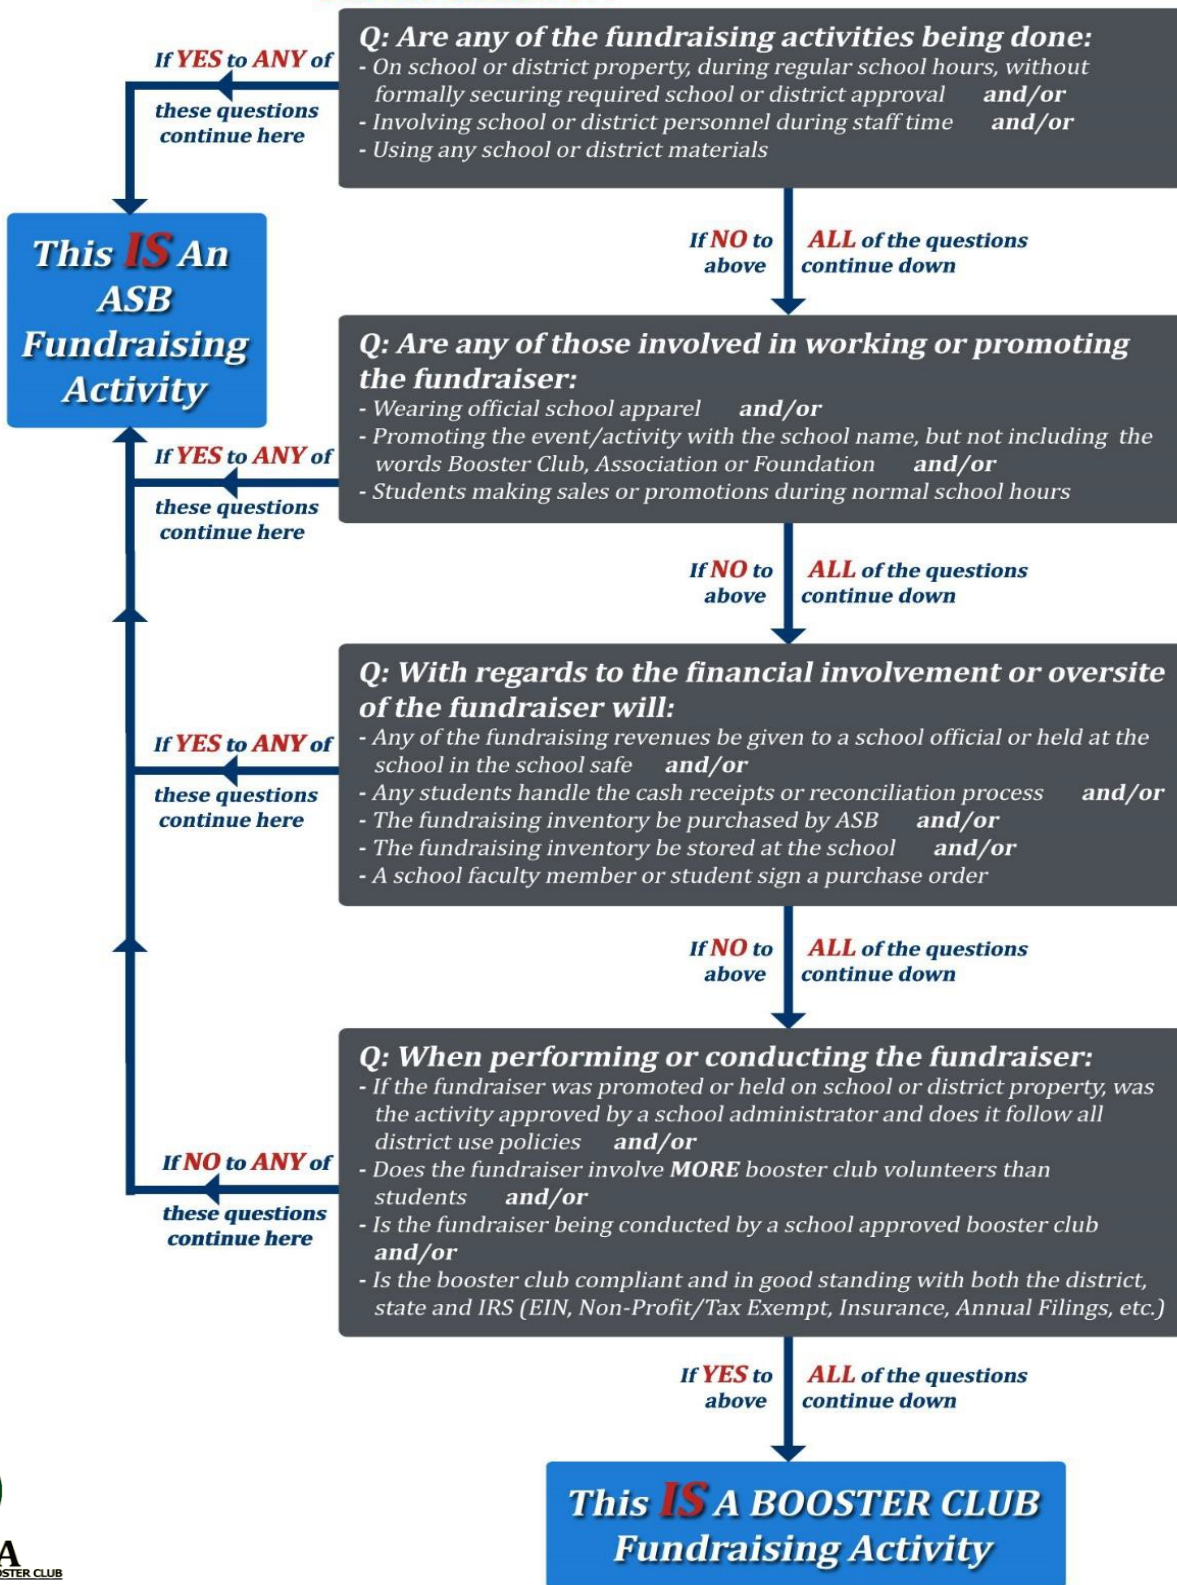 Q: Are any of the fundraising activities being done:
- On school or district property, during regular school hours, without
formally securing required school or district approval and/or
- Involving school or district personnel during staff time and/or
- Using any school or district materials
If YES to ANY of
these questions
continue here
If NO to ALL of the questions
above continue down
This IS An
ASB
Fundraising
Activity
Q: Are any of those involved in working or promoting
the fundraiser:
- Wearing official school apparel and/or
- Promoting the event/activity with the school name, but not including the
words Booster Club, Association or Foundation and/or
- Students making sales or promotions during normal school hours
If YES to ANY of
these questions
continue here
If NO to ALL of the questions
above continue down
Q: With regards to the financial involvement or oversite
of the fundraiser will:
- Any of the fundraising revenues be given to a school official or held at the
school in the school safe and/or
- Any students handle the cash receipts or reconciliation process and/or
- The fundraising inventory be purchased by ASB and/or
- The fundraising inventory be stored at the school and/or
- A school faculty member or student sign a purchase order
If YES to ANY of
these questions
continue here
If NO to ALL of the questions
above continue down
Q: When performing or conducting the fundraiser:
- If the fundraiser was promoted or held on school or district property, was
the activity approved by a school administrator and does it follow all
district use policies and/or
- Does the fundraiser involve MORE booster club volunteers than
students and/or
- Is the fundraiser being conducted by a school approved booster club
and/or
- Is the booster club compliant and in good standing with both the district,
state and IRS (EIN, Non-Profit/Tax Exempt, Insurance, Annual Filings, etc.)
If NO to ANY of
these questions
continue here
If YES to ALL of the questions
above continue down
This IS A BOOSTER CLUB
Fundraising Activity